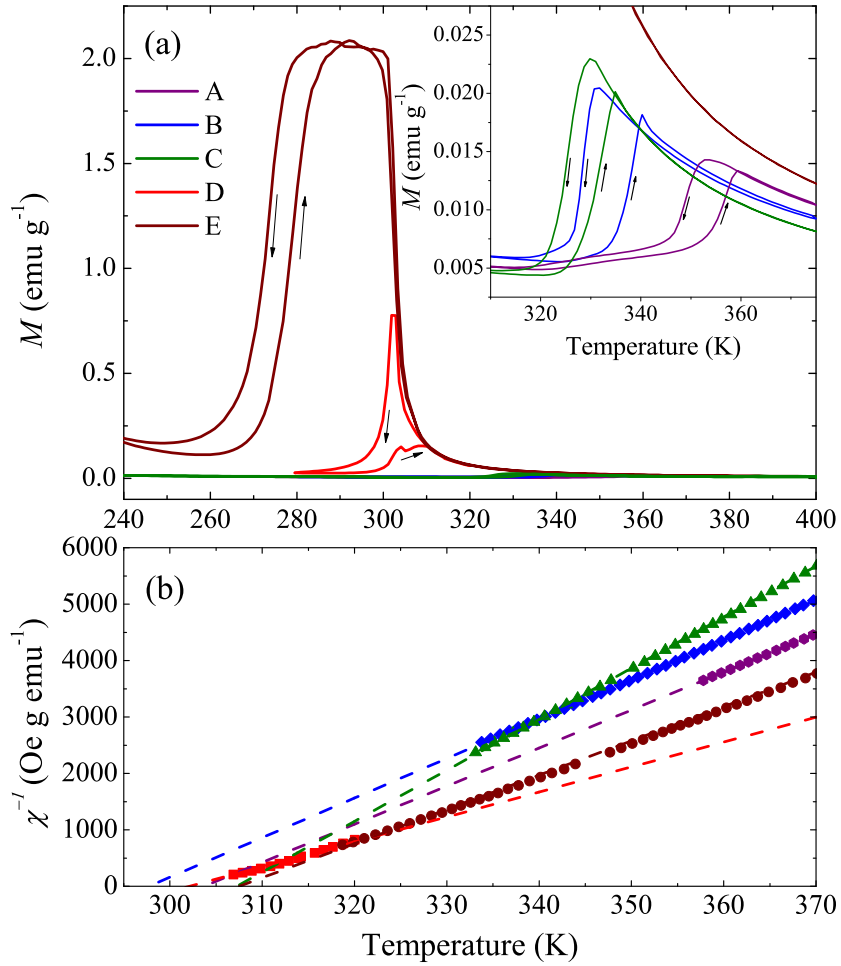 (a)
2.0
1.5
1.0
0.5
0.0
M (emu g-1)
A
B
C
D
E
0.025
0.020
0.015
0.010
0.005
M (emu g-1)
320 340 360
Temperature (K)
240 260 280 300 320 340 360 380 400
(b)
6000
5000
4000
3000
2000
1000
0
χ-1 (Oe g emu-1)
300 310 320 330 340 350 360 370
Temperature (K)